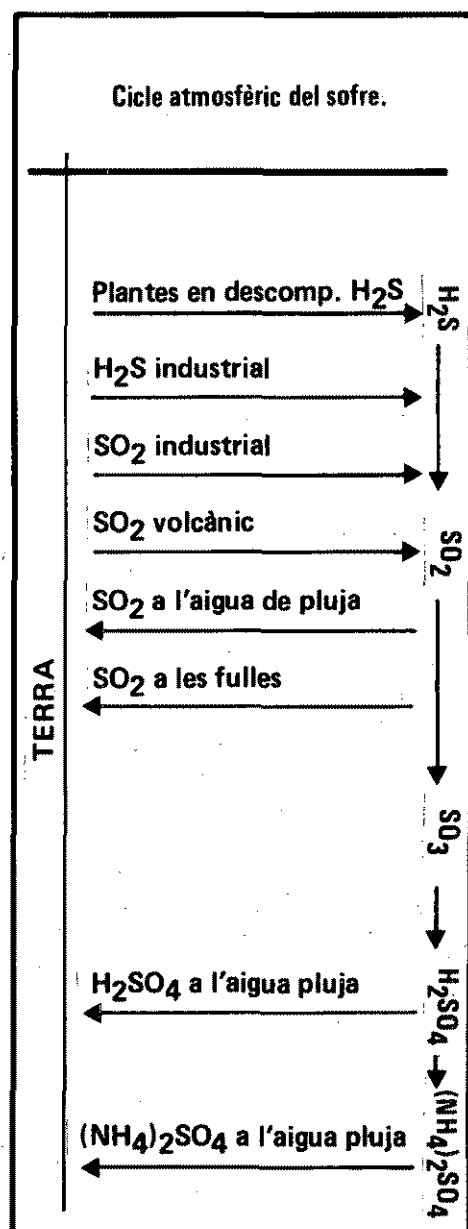 Cicle atmosfèric del sofre.
Plantes en descomp. H₂S
H₂S industrial
SO₂ industrial
SO₂ volcànic
SO₂ a l'aigua de pluja
SO₂ a les fulles
H₂SO₄ a l'aigua pluja
(NH₄)₂SO₄ a l'aigua pluja
TERRA
H₂S
SO₂
SO₃
H₂SO₄
(NH₄)₂SO₄